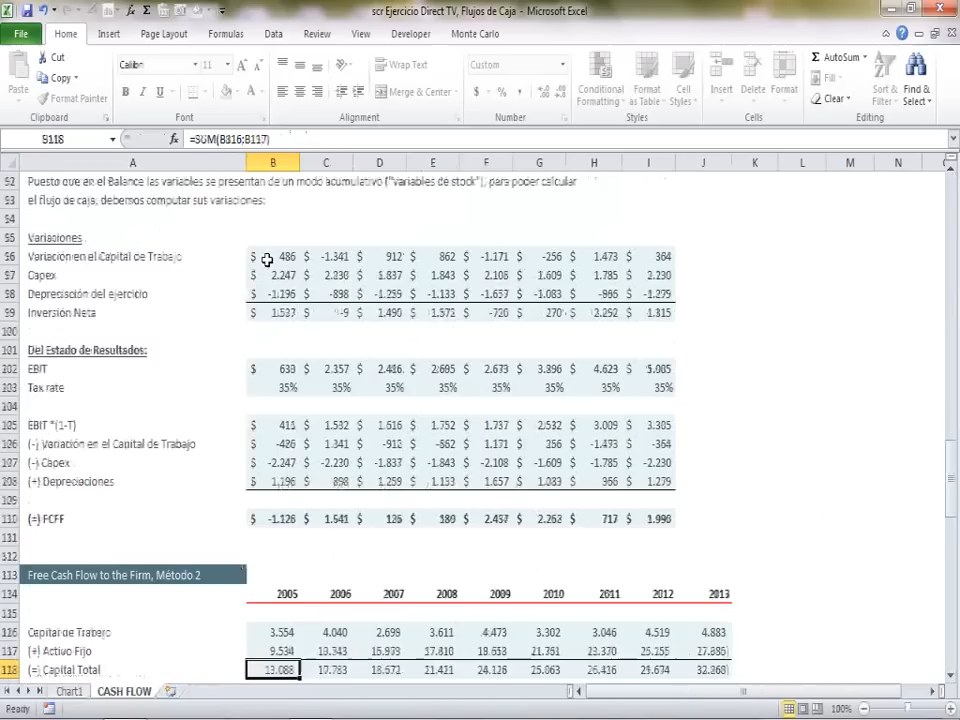 scr Ejercicio Direct TV, Flujos de Caja - Microsoft Excel
File Home Insert Page Layout Formulas Data Review View Developer Monte Carlo
Cut
Copy
Format Painter
Paste
Clipboard
Calibri 11
Font
Wrap Text
Merge & Center
Alignment
Custom
Number
Conditional Formatting
Format as Table
Cell Styles
Styles
Insert Delete Format
Cells
AutoSum
Fill
Clear
Sort & Filter
Find & Select
Editing
B118 =SUM(B116;B117)
A B C D E F G H I J K L M N
Puesto que en el Balance las variables se presentan de un modo acumulativo ("variables de stock"), para poder calcular
el flujo de caja, debemos computar sus variaciones:
Variaciones
Variación en el Capital de Trabajo $ 486 $ -1.341 $ 912 $ 862 $ -1.171 $ -256 $ 1.473 $ 364
Capex $ 2.247 $ 2.230 $ 1.837 $ 1.843 $ 2.108 $ 1.609 $ 1.785 $ 2.230
Depreciación del ejercicio $ -1.196 $ -898 $ -1.259 $ -1.133 $ -1.657 $ -1.083 $ -966 $ -1.279
Inversión Neta $ 1.537 $ -9 $ 1.490 $ 1.572 $ -720 $ 270 $ 2.292 $ 1.315
Del Estado de Resultados:
EBIT $ 633 $ 2.357 $ 2.486 $ 2.695 $ 2.673 $ 3.896 $ 4.623 $ 5.085
Tax rate 35% 35% 35% 35% 35% 35% 35% 35%
EBIT *(1-T) $ 411 $ 1.532 $ 1.616 $ 1.752 $ 1.737 $ 2.532 $ 3.009 $ 3.305
(-) Variación en el Capital de Trabajo $ -486 $ 1.341 $ -912 $ -862 $ 1.171 $ 256 $ -1.473 $ -364
(-) Capex $ -2.247 $ -2.230 $ -1.837 $ -1.843 $ -2.108 $ -1.609 $ -1.785 $ -2.230
(+) Depreciaciones $ 1.196 $ 898 $ 1.259 $ 1.133 $ 1.657 $ 1.083 $ 966 $ 1.279
(=) FCFF $ -1.126 $ 1.541 $ 126 $ 180 $ 2.457 $ 2.262 $ 717 $ 1.990
Free Cash Flow to the Firm, Método 2
2005 2006 2007 2008 2009 2010 2011 2012 2013
Capital de Trabajo 3.554 4.040 2.699 3.611 4.473 3.302 3.046 4.519 4.883
(+) Activo Fijo 9.534 13.743 15.973 17.810 19.653 21.761 23.370 25.155 27.385
(=) Capital Total 13.088 17.783 18.672 21.421 24.126 25.063 26.416 29.674 32.268
Chart1 CASH FLOW
Ready 100%